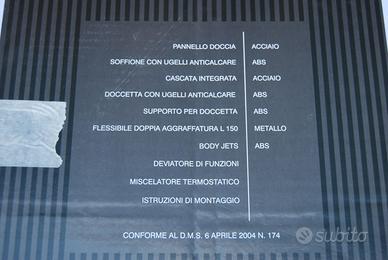 PANNELLO DOCCIA ACCIAIO
SOFFIONE CON UGELLI ANTICALCARE ABS
CASCATA INTEGRATA ACCIAIO
DOCCETTA CON UGELLI ANTICALCARE ABS
SUPPORTO PER DOCCETTA ABS
FLESSIBILE DOPPIA AGGRAFFATURA L 150 METALLO
BODY JETS ABS
DEVIATORE DI FUNZIONI
MISCELATORE TERMOSTATICO
ISTRUZIONI DI MONTAGGIO
CONFORME AL D.M.S. 6 APRILE 2004 N. 174
subito